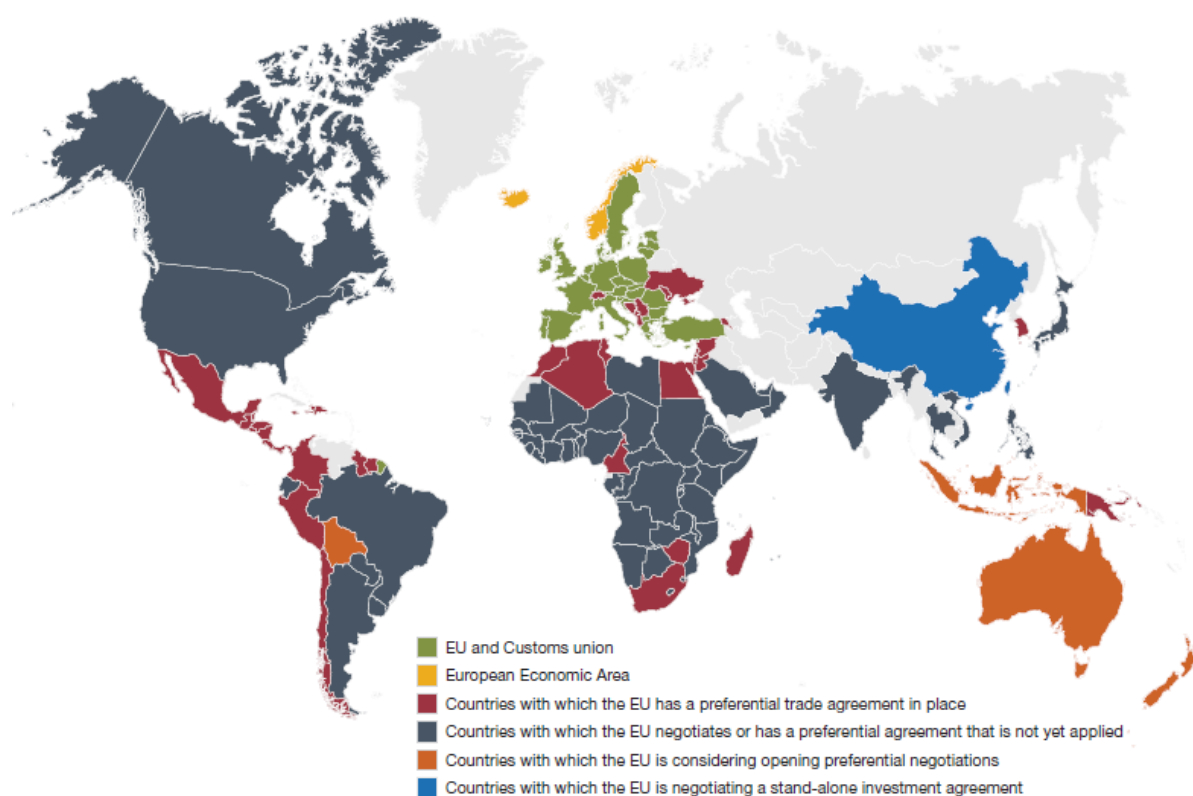 EU and Customs union
European Economic Area
Countries with which the EU has a preferential trade agreement in place
Countries with which the EU negotiates or has a preferential agreement that is not yet applied
Countries with which the EU is considering opening preferential negotiations
Countries with which the EU is negotiating a stand-alone investment agreement